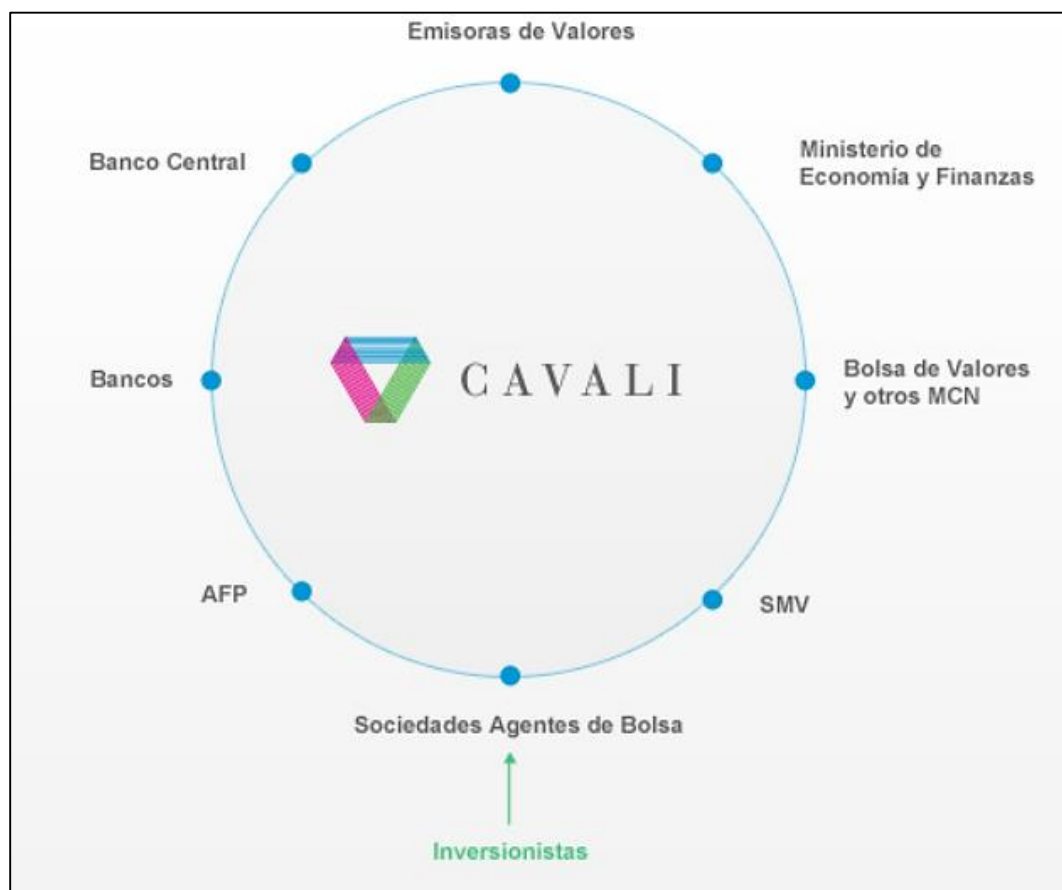 Emisoras de Valores
Banco Central
Ministerio de
Economía y Finanzas
CAVALI
Bancos
Bolsa de Valores
y otros MCN
AFP
SMV
Sociedades Agentes de Bolsa
Inversionistas